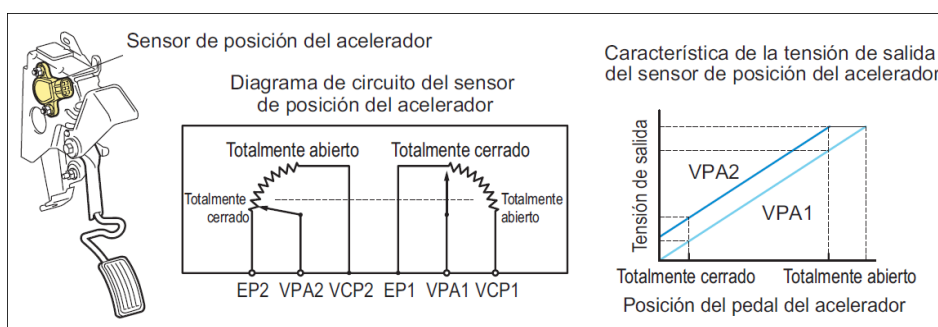 Sensor de posición del acelerador
Diagrama de circuito del sensor
de posición del acelerador
Totalmente abierto
Totalmente cerrado
Totalmente
cerrado
Totalmente
abierto
EP2 VPA2 VCP2 EP1 VPA1 VCP1
Característica de la tensión de salida
del sensor de posición del acelerador
Tensión de salida
VPA2
VPA1
Totalmente cerrado
Totalmente abierto
Posición del pedal del acelerador